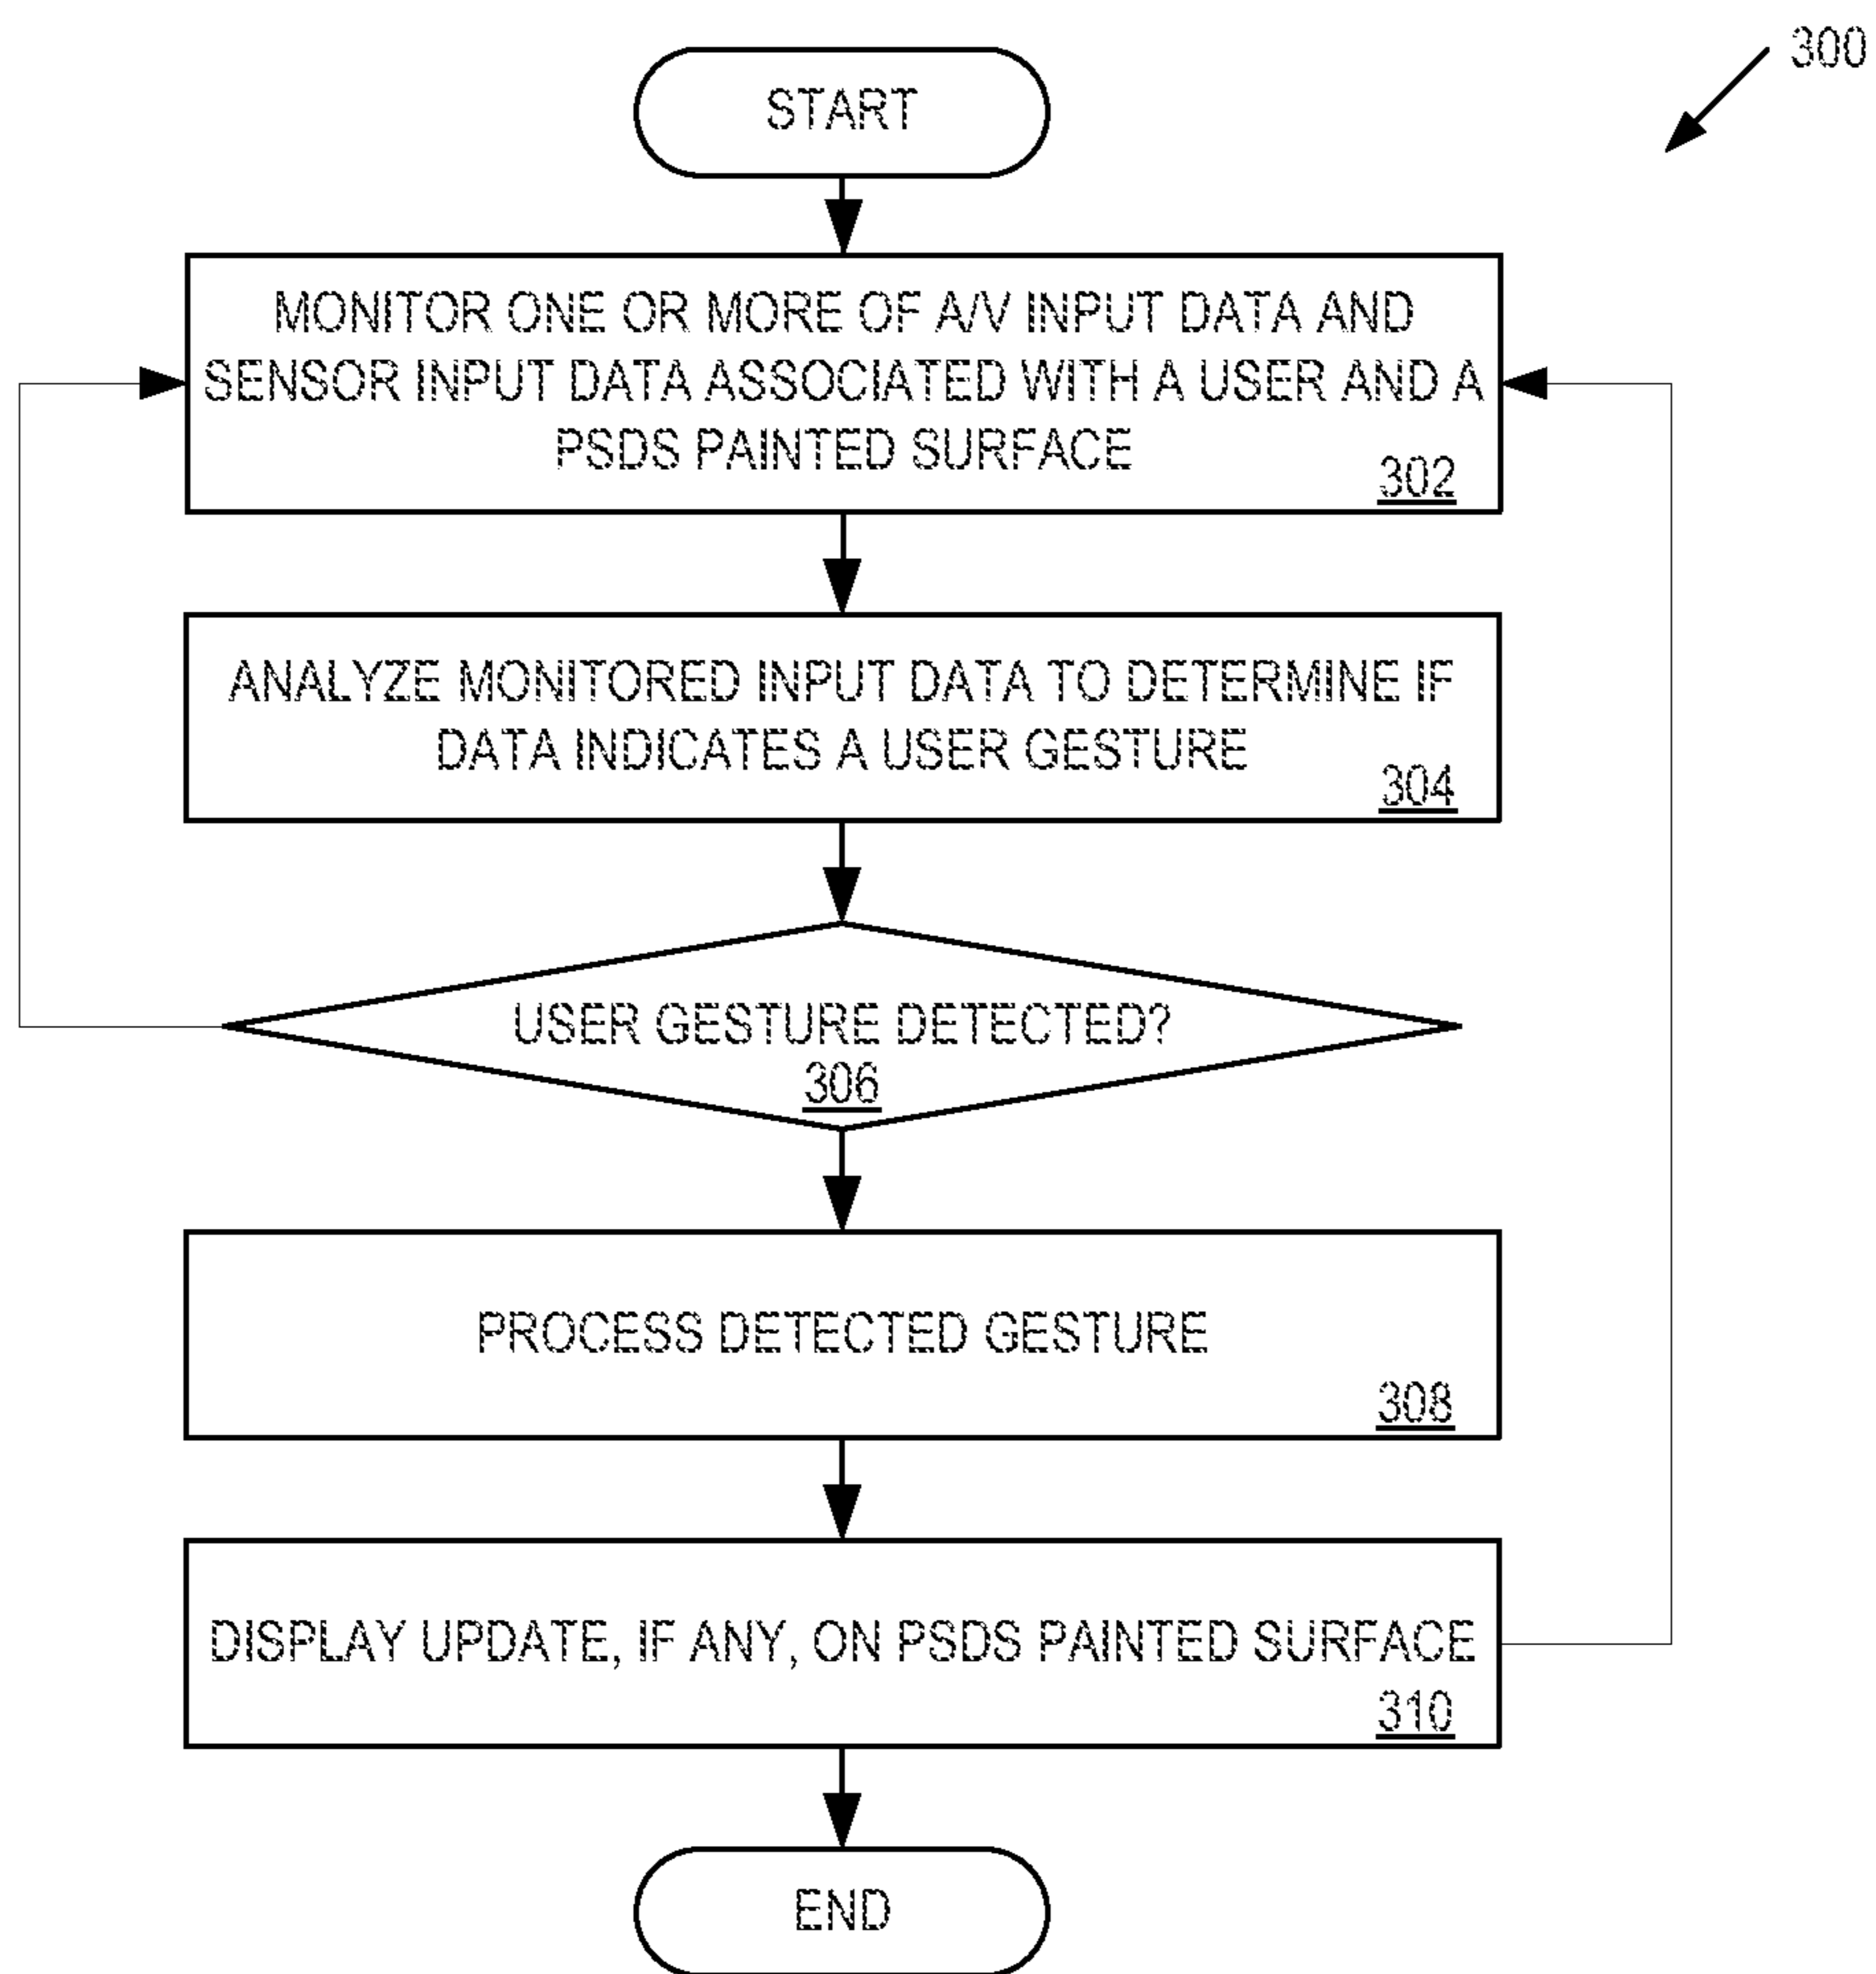 300
START
MONITOR ONE OR MORE OF A/V INPUT DATA AND
SENSOR INPUT DATA ASSOCIATED WITH A USER AND A
PSDS PAINTED SURFACE
302
ANALYZE MONITORED INPUT DATA TO DETERMINE IF
DATA INDICATES A USER GESTURE
304
USER GESTURE DETECTED?
306
PROCESS DETECTED GESTURE
308
DISPLAY UPDATE, IF ANY, ON PSDS PAINTED SURFACE
310
END